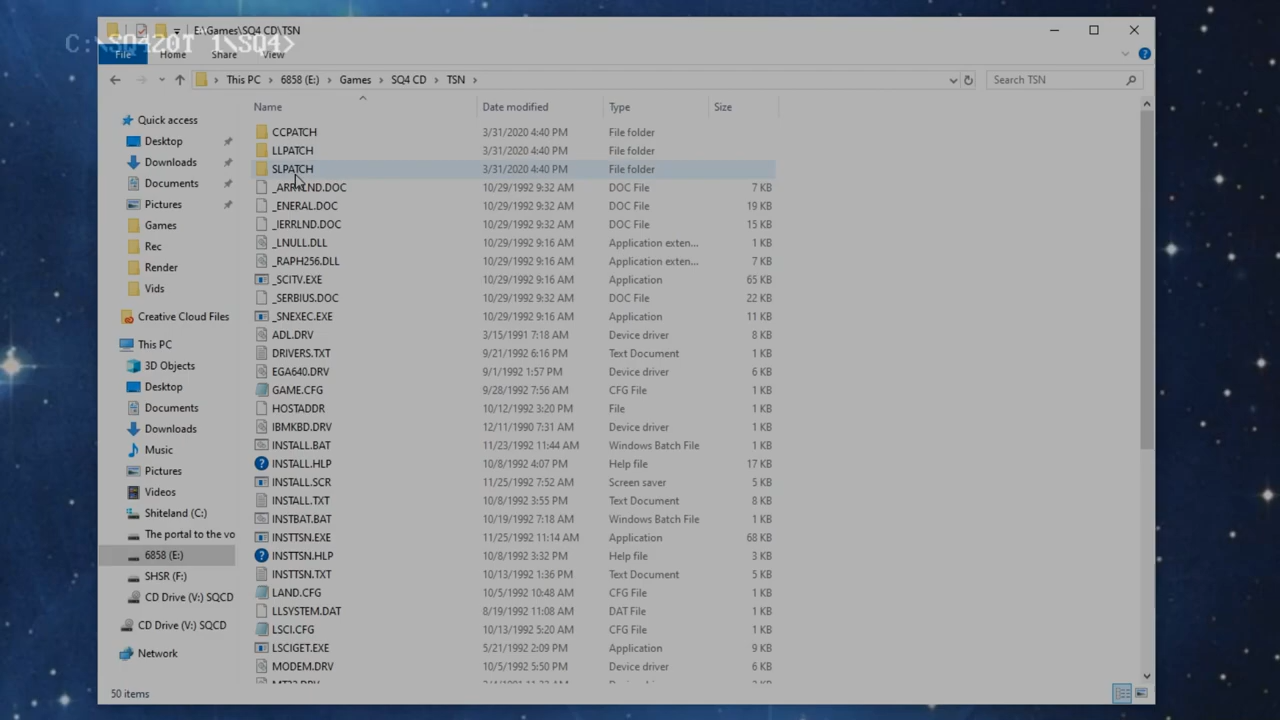 E:\Games\SQ4 CD\TSN
C:\SQ420T 1\SQ4>
File Home Share View
This PC > 6858 (E:) > Games > SQ4 CD > TSN >
Search TSN
Name Date modified Type Size
Quick access
Desktop
Downloads
Documents
Pictures
Games
Rec
Render
Vids
Creative Cloud Files
This PC
3D Objects
Desktop
Documents
Downloads
Music
Pictures
Videos
Shiteland (C:)
The portal to the vo
6858 (E:)
SHSR (F:)
CD Drive (V:) SQCD
CD Drive (V:) SQCD
Network
CCPATCH 3/31/2020 4:40 PM File folder
LLPATCH 3/31/2020 4:40 PM File folder
SLPATCH 3/31/2020 4:40 PM File folder
10/29/1992 9:32 AM DOC File 7 KB
_ENERAL.DOC 10/29/1992 9:32 AM DOC File 19 KB
_IERRLND.DOC 10/29/1992 9:32 AM DOC File 15 KB
_LNULL.DLL 10/29/1992 9:16 AM Application exten... 1 KB
_RAPH256.DLL 10/29/1992 9:16 AM Application exten... 7 KB
_SCITV.EXE 10/29/1992 9:16 AM Application 65 KB
_SERBIUS.DOC 10/29/1992 9:32 AM DOC File 22 KB
_SNEXEC.EXE 10/29/1992 9:16 AM Application 11 KB
ADL.DRV 3/15/1991 7:18 AM Device driver 8 KB
DRIVERS.TXT 9/21/1992 6:16 PM Text Document 1 KB
EGA640.DRV 9/1/1992 1:57 PM Device driver 6 KB
GAME.CFG 9/28/1992 7:56 AM CFG File 1 KB
HOSTADDR 10/12/1992 3:20 PM File 1 KB
IBMKBD.DRV 12/11/1990 7:31 AM Device driver 1 KB
INSTALL.BAT 11/23/1992 11:44 AM Windows Batch File 1 KB
INSTALL.HLP 10/8/1992 4:07 PM Help file 17 KB
INSTALL.SCR 11/25/1992 7:52 AM Screen saver 5 KB
INSTALL.TXT 10/8/1992 3:55 PM Text Document 8 KB
INSTBAT.BAT 10/19/1992 7:18 AM Windows Batch File 1 KB
INSTTSN.EXE 11/25/1992 11:14 AM Application 68 KB
INSTTSN.HLP 10/8/1992 3:32 PM Help file 3 KB
INSTTSN.TXT 10/13/1992 1:36 PM Text Document 5 KB
LAND.CFG 10/5/1992 10:48 AM CFG File 1 KB
LLSYSTEM.DAT 8/19/1992 11:08 AM DAT File 1 KB
LSCI.CFG 10/13/1992 5:20 AM CFG File 1 KB
LSCIGET.EXE 5/21/1992 2:09 PM Application 9 KB
MODEM.DRV 10/5/1992 5:50 PM Device driver 6 KB
50 items